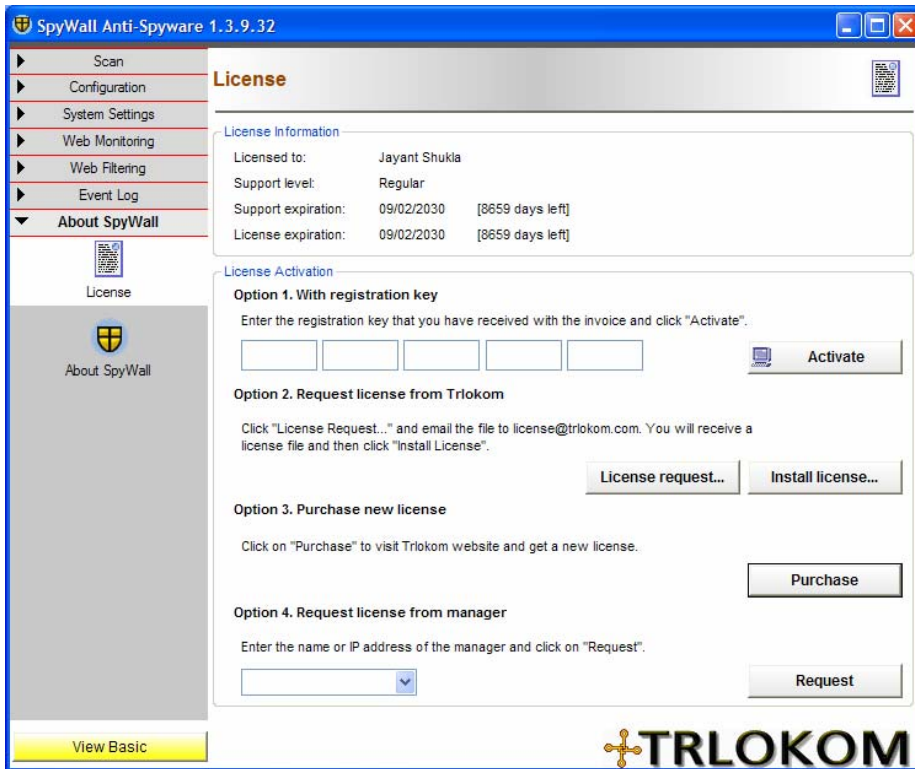 SpyWall Anti-Spyware 1.3.9.32
Scan
Configuration
System Settings
Web Monitoring
Web Filtering
Event Log
About SpyWall
License
About SpyWall
View Basic
License
License Information
Licensed to: Jayant Shukla
Support level: Regular
Support expiration: 09/02/2030 [8659 days left]
License expiration: 09/02/2030 [8659 days left]
License Activation
Option 1. With registration key
Enter the registration key that you have received with the invoice and click "Activate".
Activate
Option 2. Request license from Trlokom
Click "License Request..." and email the file to license@trlokom.com. You will receive a
license file and then click "Install License".
License request...
Install license...
Option 3. Purchase new license
Click on "Purchase" to visit Trlokom website and get a new license.
Purchase
Option 4. Request license from manager
Enter the name or IP address of the manager and click on "Request".
Request
TRLOKOM